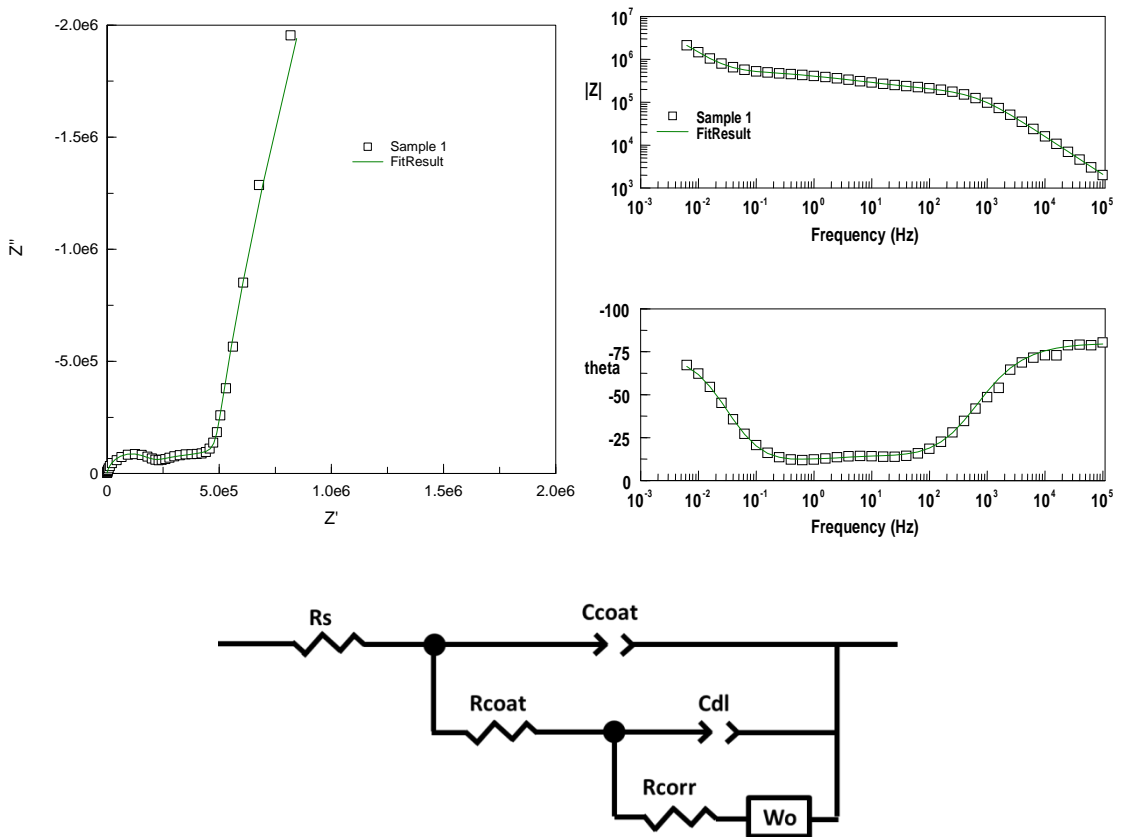 -2.0e6
-1.5e6
-1.0e6
-5.0e5
0
Z''
Sample 1
FitResult
0
5.0e5
1.0e6
1.5e6
2.0e6
Z'
10^7
10^6
10^5
10^4
10^3
|Z|
Sample 1
FitResult
10^-3 10^-2 10^-1 10^0 10^1 10^2 10^3 10^4 10^5
Frequency (Hz)
-100
-75
-50
-25
0
theta
10^-3 10^-2 10^-1 10^0 10^1 10^2 10^3 10^4 10^5
Frequency (Hz)
Rs
Ccoat
Rcoat
Cdl
Rcorr
Wo